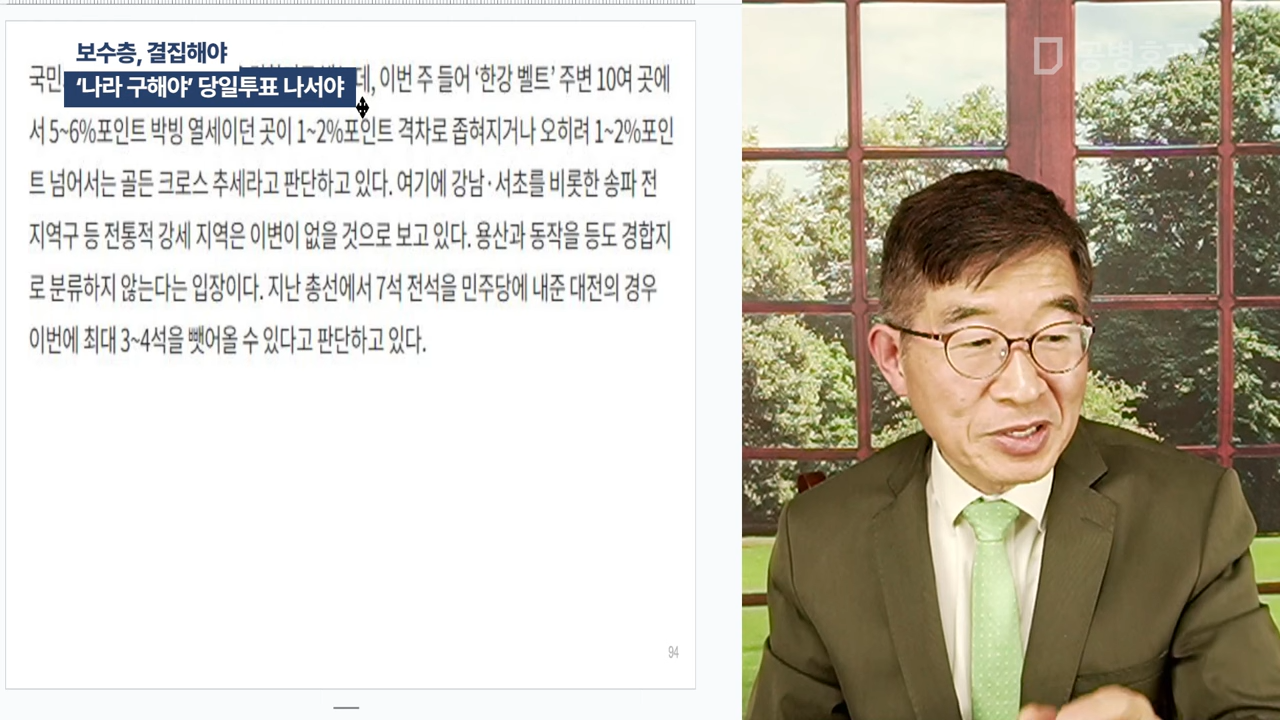 보수층, 결집해야
‘나라 구해야’ 당일투표 나서야
국민
데, 이번 주 들어 ‘한강 벨트’ 주변 10여 곳에
서 5~6%포인트 박빙 열세이던 곳이 1~2%포인트 격차로 좁혀지거나 오히려 1~2%포인
트 넘어서는 골든 크로스 추세라고 판단하고 있다. 여기에 강남·서초를 비롯한 송파 전
지역구 등 전통적 강세 지역은 이변이 없을 것으로 보고 있다. 용산과 동작을 등도 경합지
로 분류하지 않는다는 입장이다. 지난 총선에서 7석 전석을 민주당에 내준 대전의 경우
이번에 최대 3~4석을 뺏어올 수 있다고 판단하고 있다.
94